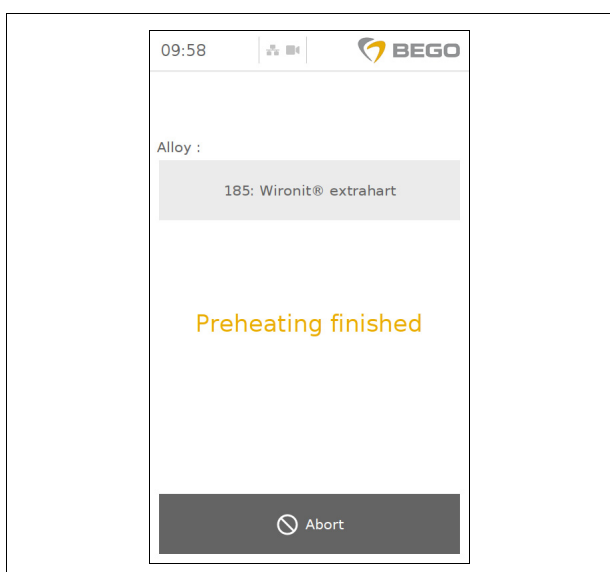 09:58
BEGO
Alloy :
185: Wironit® extrahart
Preheating finished
Abort